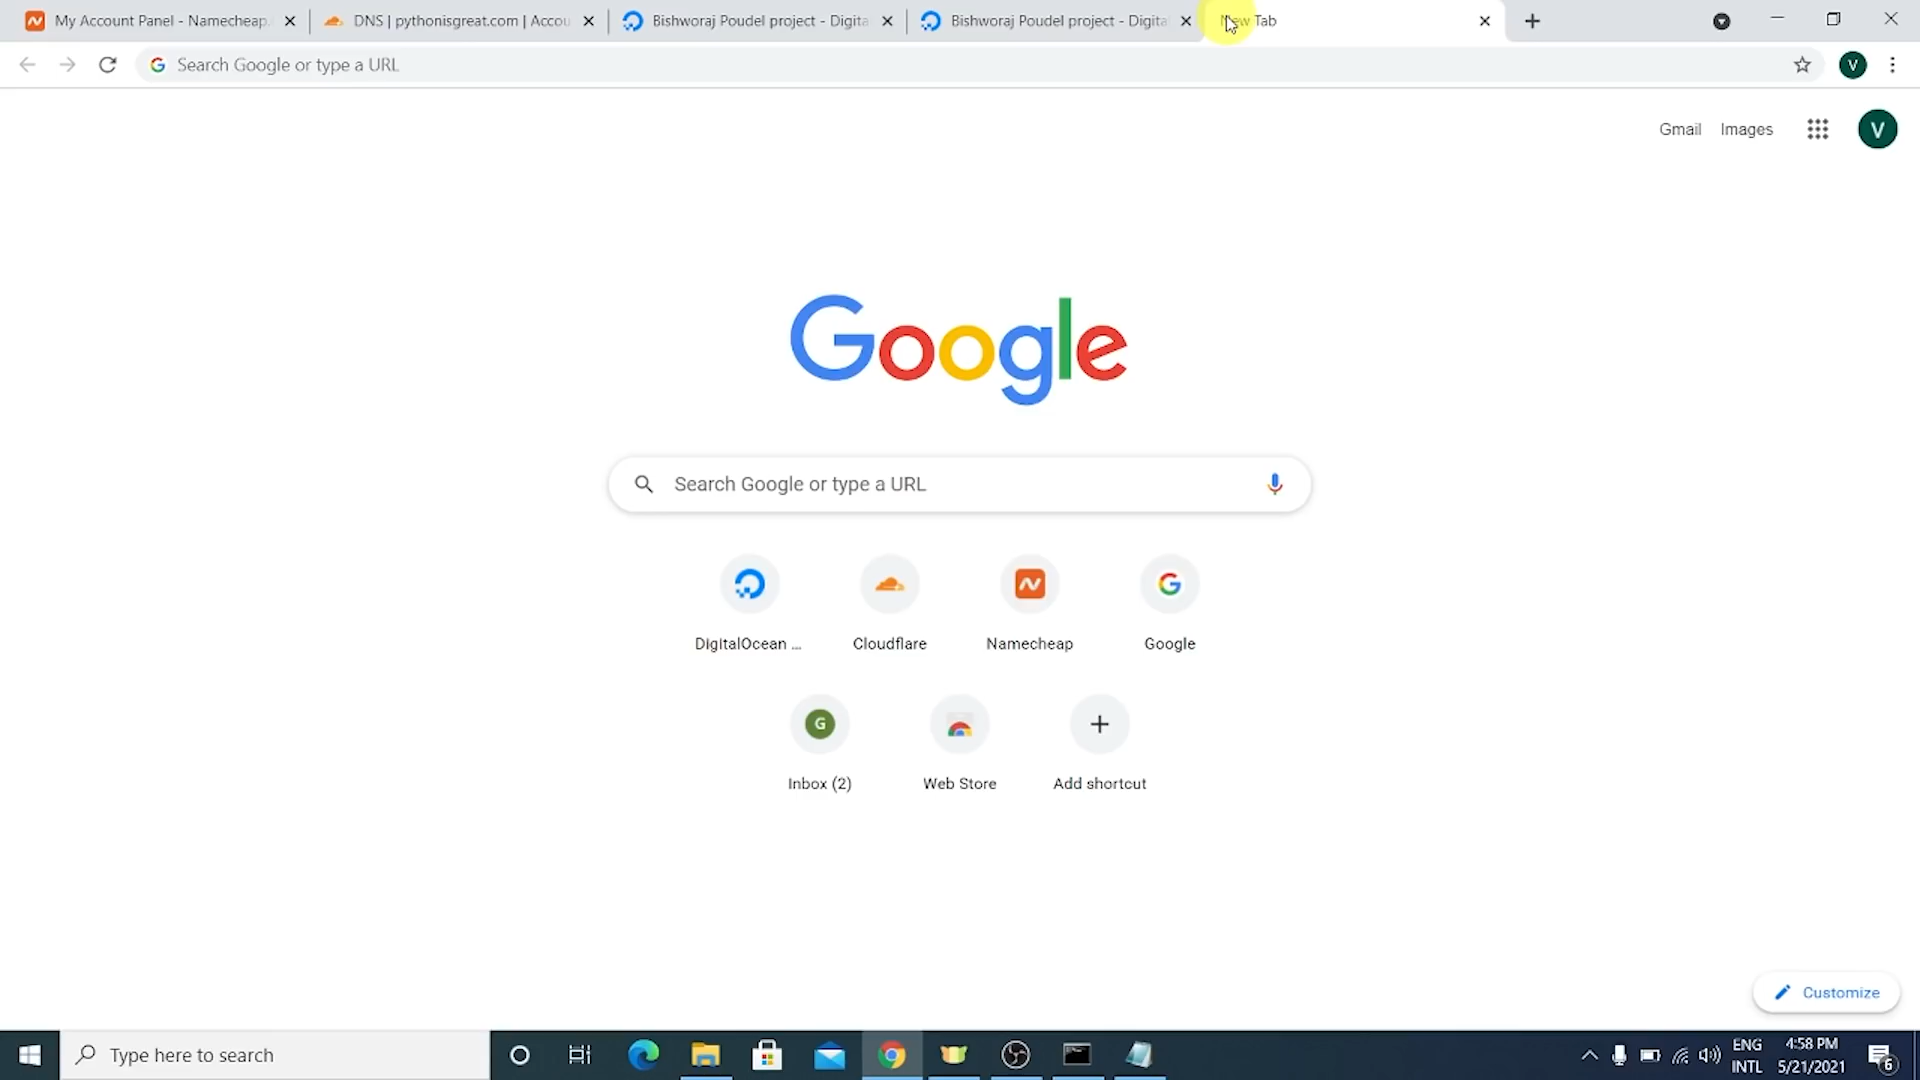 My Account Panel - Namecheap.
DNS | pythonisgreat.com | Accou
Bishworaj Poudel project - Digita
Bishworaj Poudel project - Digita
New Tab
Search Google or type a URL
Gmail
Images
V
V
Google
Search Google or type a URL
DigitalOcean ...
Cloudflare
Namecheap
Google
G
Inbox (2)
Web Store
Add shortcut
Customize
Type here to search
ENG
INTL
4:58 PM
5/21/2021
6